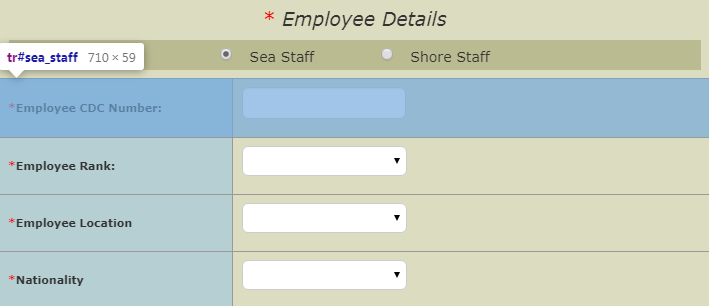 * Employee Details
tr#sea_staff 710 × 59
Sea Staff Shore Staff
*Employee CDC Number:
*Employee Rank:
*Employee Location
*Nationality